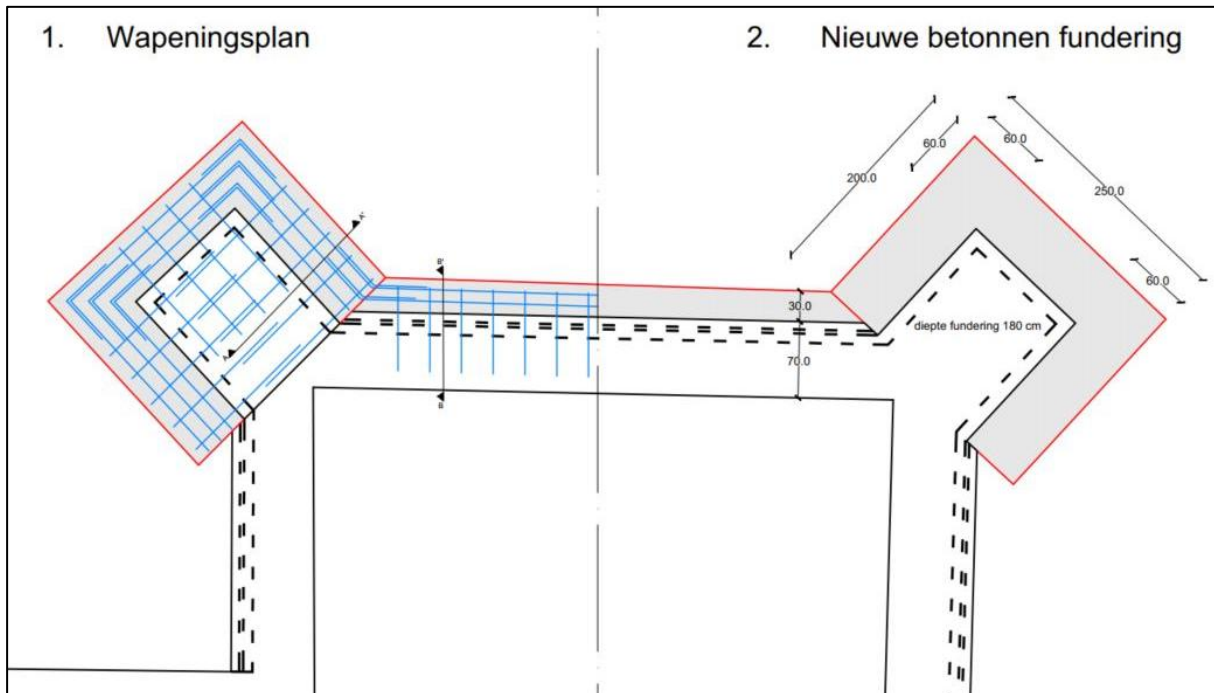 1. Wapeningsplan
2. Nieuwe betonnen fundering
60.0
60.0
200.0
250.0
60.0
A'
B'
30.0
diepte fundering 180 cm
A
70.0
B